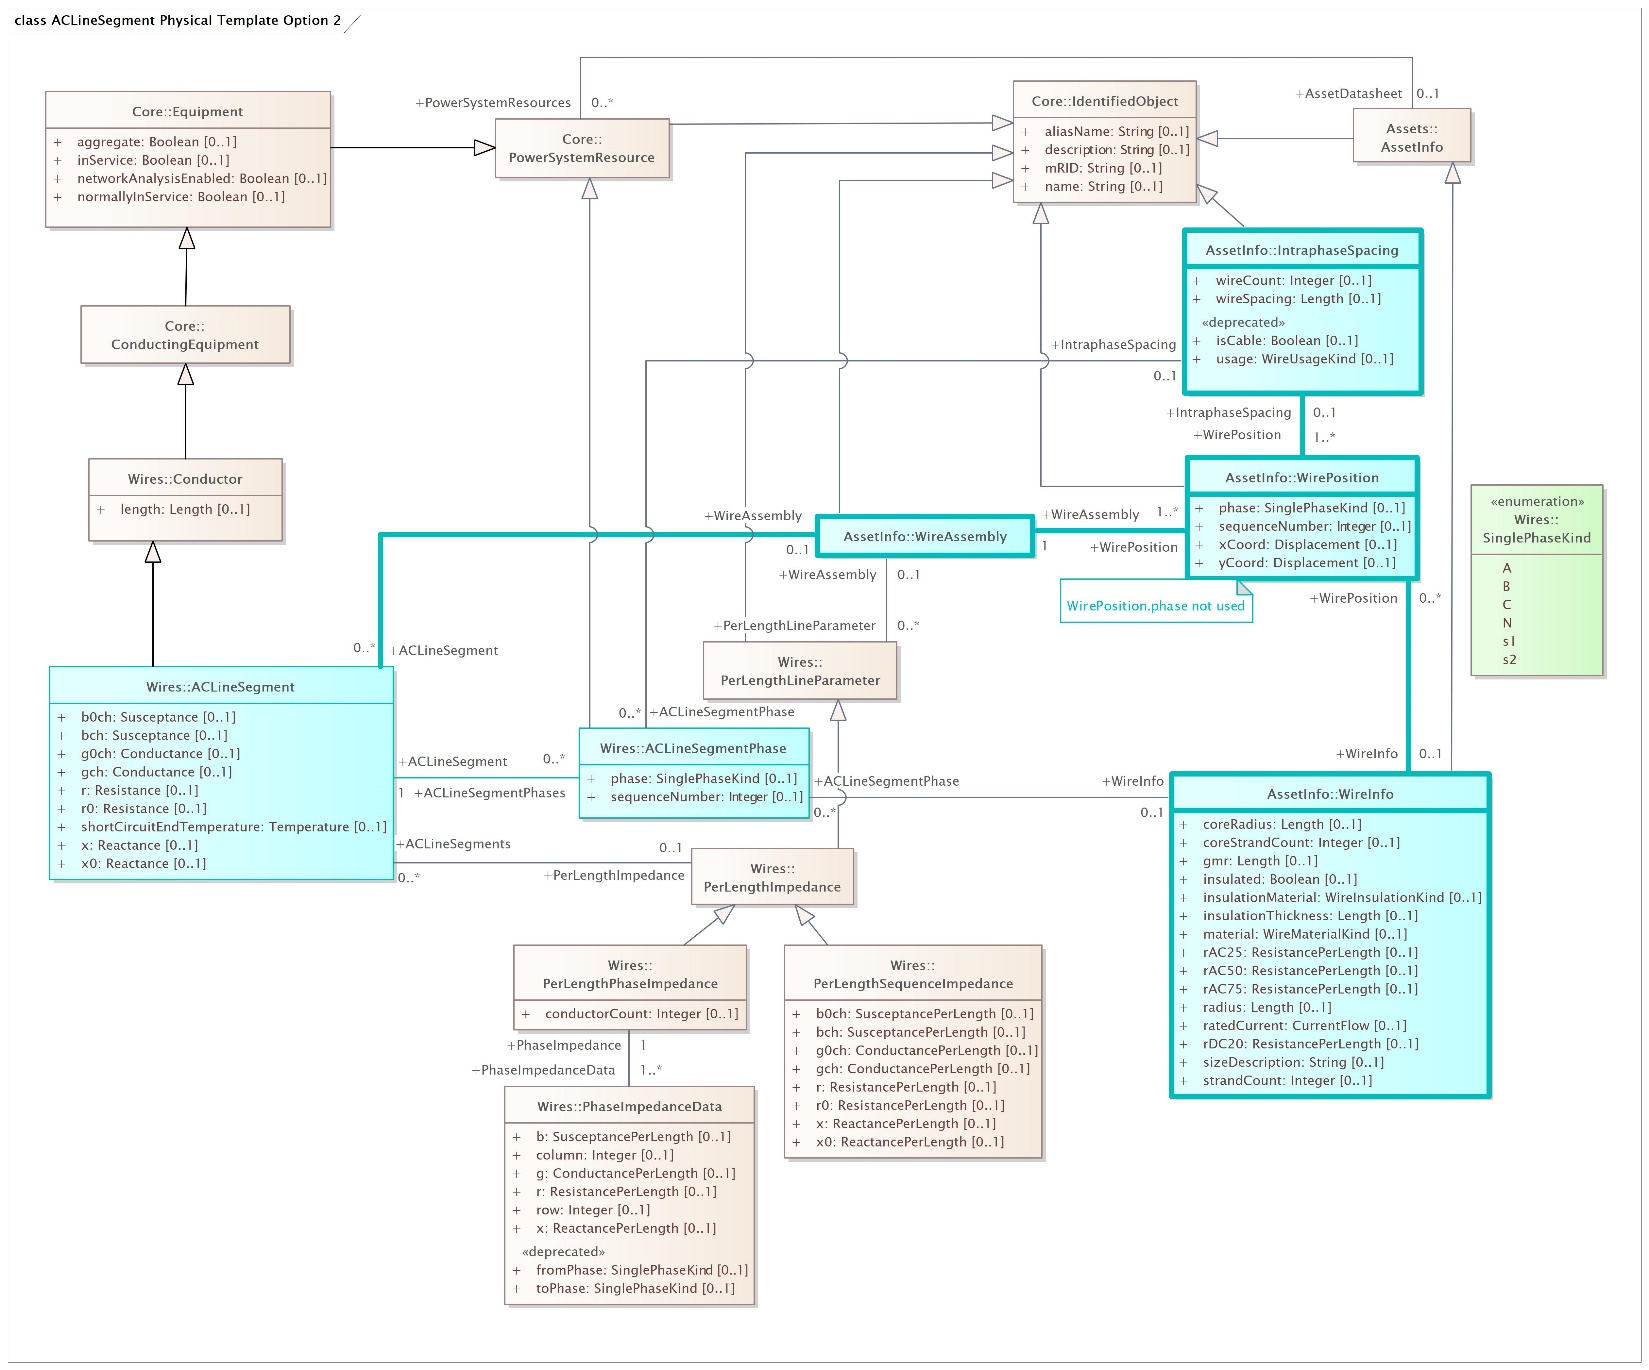 class ACLineSegment Physical Template Option 2
+PowerSystemResources 0..*
+AssetDatasheet 0..1
Core::Equipment
+ aggregate: Boolean [0..1]
+ inService: Boolean [0..1]
+ networkAnalysisEnabled: Boolean [0..1]
+ normallyInService: Boolean [0..1]
Core::
PowerSystemResource
Core::IdentifiedObject
+ aliasName: String [0..1]
+ description: String [0..1]
+ mRID: String [0..1]
+ name: String [0..1]
Assets::
AssetInfo
AssetInfo::IntraphaseSpacing
+ wireCount: Integer [0..1]
+ wireSpacing: Length [0..1]
«deprecated»
+ isCable: Boolean [0..1]
+ usage: WireUsageKind [0..1]
Core::
ConductingEquipment
+IntraphaseSpacing
0..1
+IntraphaseSpacing 0..1
+WirePosition 1..*
Wires::Conductor
+ length: Length [0..1]
AssetInfo::WirePosition
+ phase: SinglePhaseKind [0..1]
+ sequenceNumber: Integer [0..1]
+ xCoord: Displacement [0..1]
+ yCoord: Displacement [0..1]
«enumeration»
Wires::
SinglePhaseKind
A
B
C
N
s1
s2
+WireAssembly
0..1
AssetInfo::WireAssembly
+WireAssembly 1..*
1 +WirePosition
+WireAssembly 0..1
WirePosition.phase not used
+WirePosition 0..*
+PerLengthLineParameter 0..*
0..* +ACLineSegment
Wires::
PerLengthLineParameter
Wires::ACLineSegment
+ b0ch: Susceptance [0..1]
+ bch: Susceptance [0..1]
+ g0ch: Conductance [0..1]
+ gch: Conductance [0..1]
+ r: Resistance [0..1]
+ r0: Resistance [0..1]
+ shortCircuitEndTemperature: Temperature [0..1]
+ x: Reactance [0..1]
+ x0: Reactance [0..1]
0..* +ACLineSegmentPhase
Wires::ACLineSegmentPhase
+ phase: SinglePhaseKind [0..1]
+ sequenceNumber: Integer [0..1]
+ACLineSegment 0..*
1 +ACLineSegmentPhases
+ACLineSegmentPhase
0..*
+WireInfo
0..1
+WireInfo 0..1
+ACLineSegments 0..1
0..* +PerLengthImpedance
Wires::
PerLengthImpedance
AssetInfo::WireInfo
+ coreRadius: Length [0..1]
+ coreStrandCount: Integer [0..1]
+ gmr: Length [0..1]
+ insulated: Boolean [0..1]
+ insulationMaterial: WireInsulationKind [0..1]
+ insulationThickness: Length [0..1]
+ material: WireMaterialKind [0..1]
+ rAC25: ResistancePerLength [0..1]
+ rAC50: ResistancePerLength [0..1]
+ rAC75: ResistancePerLength [0..1]
+ radius: Length [0..1]
+ ratedCurrent: CurrentFlow [0..1]
+ rDC20: ResistancePerLength [0..1]
+ sizeDescription: String [0..1]
+ strandCount: Integer [0..1]
Wires::
PerLengthPhaseImpedance
+ conductorCount: Integer [0..1]
+PhaseImpedance 1
−PhaseImpedanceData 1..*
Wires::
PerLengthSequenceImpedance
+ b0ch: SusceptancePerLength [0..1]
+ bch: SusceptancePerLength [0..1]
+ g0ch: ConductancePerLength [0..1]
+ gch: ConductancePerLength [0..1]
+ r: ResistancePerLength [0..1]
+ r0: ResistancePerLength [0..1]
+ x: ReactancePerLength [0..1]
+ x0: ReactancePerLength [0..1]
Wires::PhaseImpedanceData
+ b: SusceptancePerLength [0..1]
+ column: Integer [0..1]
+ g: ConductancePerLength [0..1]
+ r: ResistancePerLength [0..1]
+ row: Integer [0..1]
+ x: ReactancePerLength [0..1]
«deprecated»
+ fromPhase: SinglePhaseKind [0..1]
+ toPhase: SinglePhaseKind [0..1]